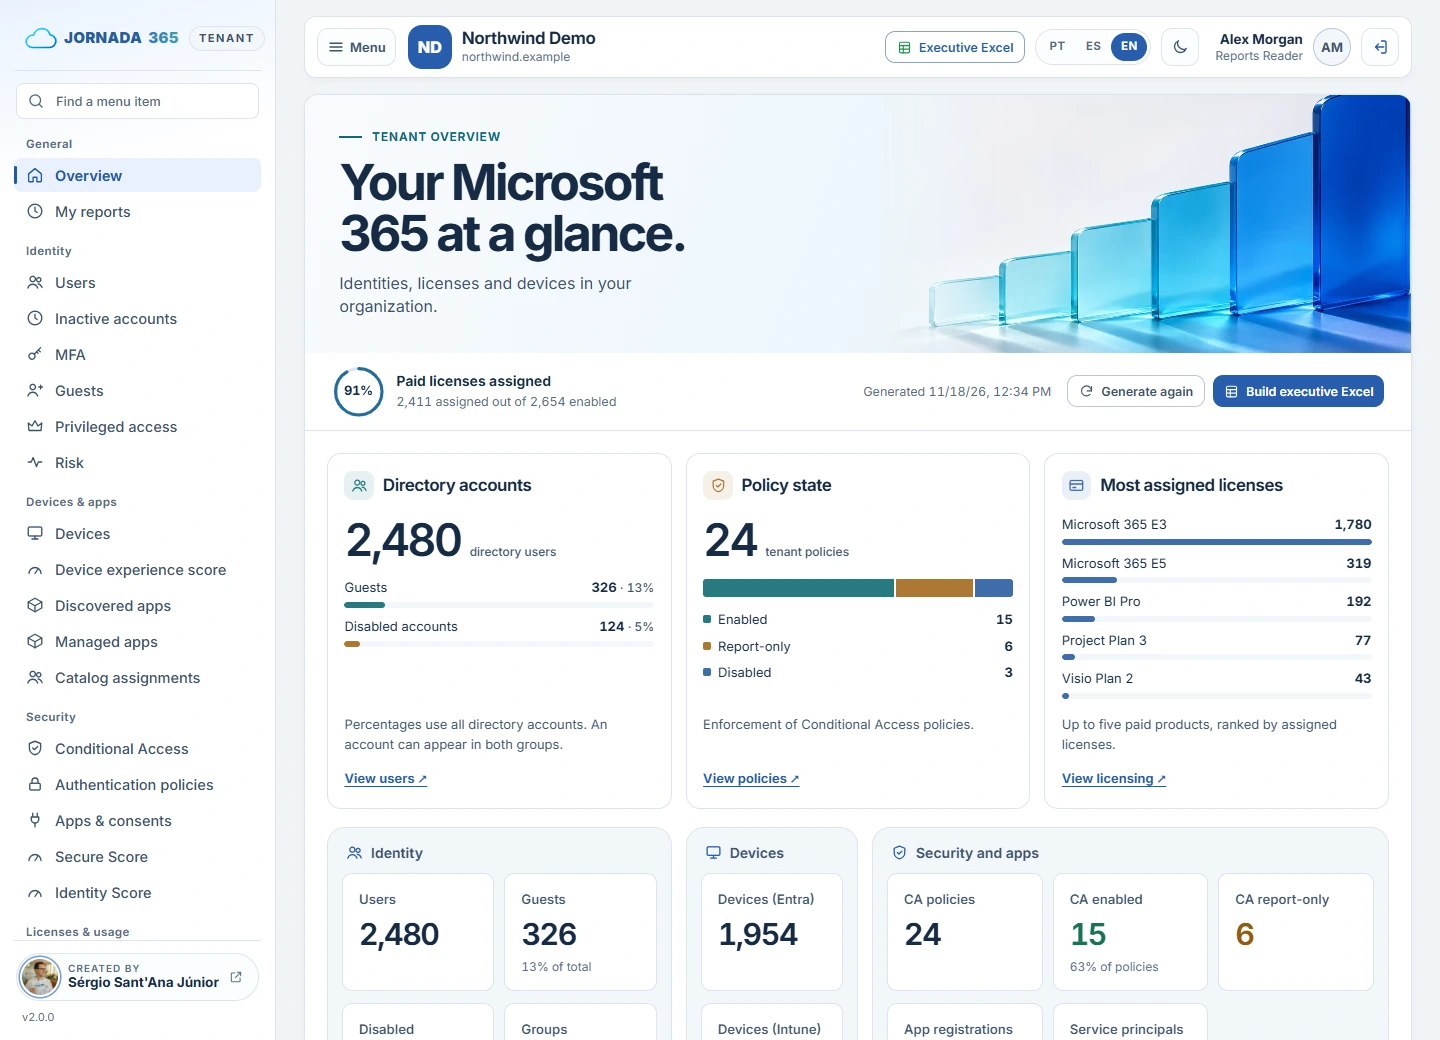 JORNADA 365
TENANT
Find a menu item
General
Overview
My reports
Identity
Users
Inactive accounts
MFA
Guests
Privileged access
Risk
Devices & apps
Devices
Device experience score
Discovered apps
Managed apps
Catalog assignments
Security
Conditional Access
Authentication policies
Apps & consents
Secure Score
Identity Score
Licenses & usage
CREATED BY
Sérgio Sant'Ana Júnior
v2.0.0
Menu
ND
Northwind Demo
northwind.example
Executive Excel
PT ES EN
Alex Morgan
Reports Reader
AM
TENANT OVERVIEW
Your Microsoft
365 at a glance.
Identities, licenses and devices in your
organization.
91%
Paid licenses assigned
2,411 assigned out of 2,654 enabled
Generated 11/18/26, 12:34 PM
Generate again
Build executive Excel
Directory accounts
2,480 directory users
Guests 326 · 13%
Disabled accounts 124 · 5%
Percentages use all directory accounts. An
account can appear in both groups.
View users ↗
Policy state
24 tenant policies
Enabled 15
Report-only 6
Disabled 3
Enforcement of Conditional Access policies.
View policies ↗
Most assigned licenses
Microsoft 365 E3 1,780
Microsoft 365 E5 319
Power BI Pro 192
Project Plan 3 77
Visio Plan 2 43
Up to five paid products, ranked by assigned
licenses.
View licensing ↗
Identity
Users
2,480
Guests
326
13% of total
Disabled
Groups
Devices
Devices (Entra)
1,954
Devices (Intune)
Security and apps
CA policies
24
CA enabled
15
63% of policies
CA report-only
6
App registrations
Service principals